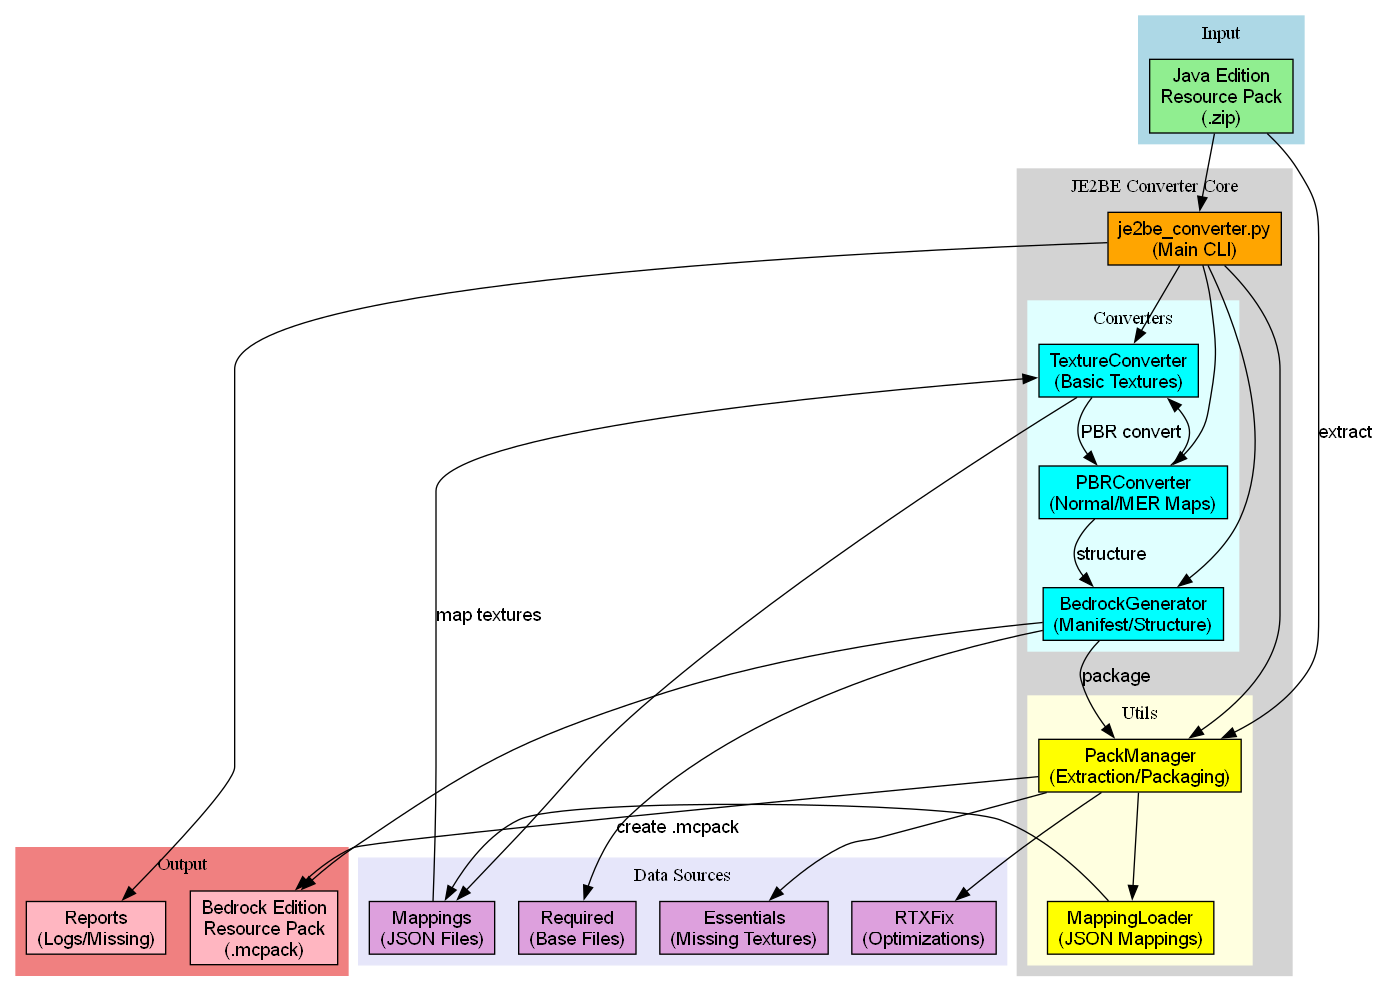 Input
Java Edition
Resource Pack
(.zip)
JE2BE Converter Core
je2be_converter.py
(Main CLI)
Converters
TextureConverter
(Basic Textures)
PBR convert
extract
PBRConverter
(Normal/MER Maps)
structure
BedrockGenerator
(Manifest/Structure)
map textures
package
Utils
PackManager
(Extraction/Packaging)
create .mcpack
Output
Reports
(Logs/Missing)
Bedrock Edition
Resource Pack
(.mcpack)
Data Sources
Mappings
(JSON Files)
Required
(Base Files)
Essentials
(Missing Textures)
RTXFix
(Optimizations)
MappingLoader
(JSON Mappings)